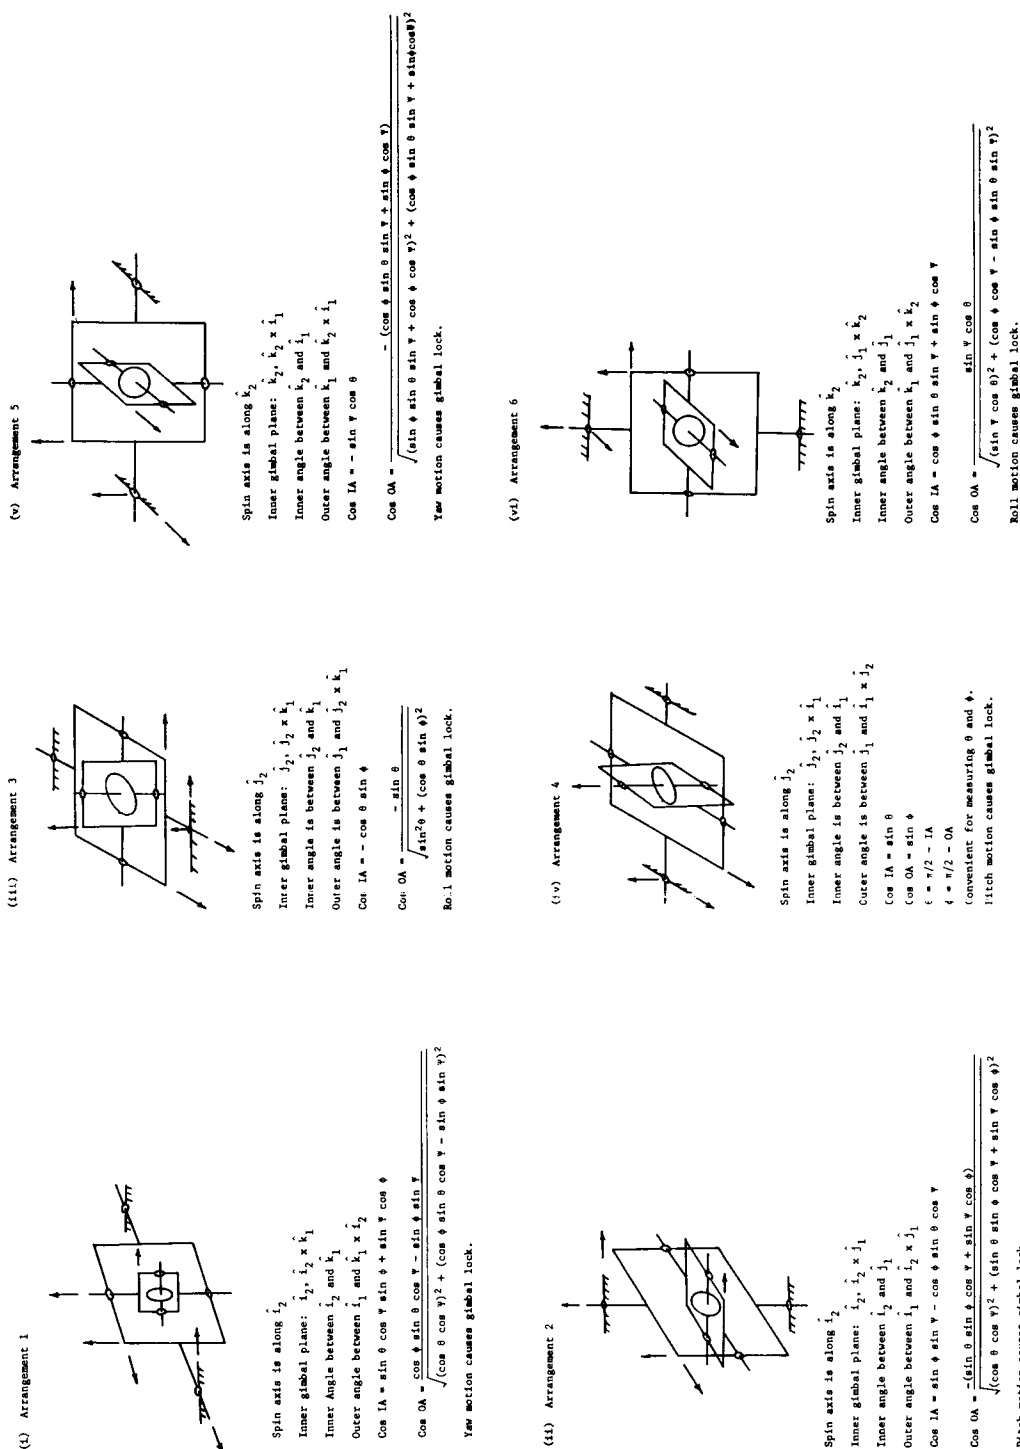 (i) Arrangement 1
Spin axis is along î₂
Inner gimbal plane: î₂, î₂ x k̂₁
Inner Angle between î₂ and k̂₁
Outer angle between î₁ and k̂₁ x î₂
Cos IA = sin θ cos Ψ sin ϕ + sin Ψ cos ϕ
Cos OA = (cos ϕ sin θ cos Ψ - sin ϕ sin Ψ) / √(cos θ cos Ψ)² + (cos ϕ sin θ cos Ψ - sin ϕ sin Ψ)²
Yaw motion causes gimbal lock.
(ii) Arrangement 2
Spin axis is along î₂
Inner gimbal plane: î₂, î₂ x ĵ₁
Inner angle between î₂ and ĵ₁
Outer angle between î₁ and î₂ x ĵ₁
Cos IA = sin ϕ sin Ψ - cos ϕ sin θ cos Ψ
Cos OA = -(sin θ sin ϕ cos Ψ + sin Ψ cos ϕ) / √(cos θ cos Ψ)² + (sin θ sin ϕ cos Ψ + sin Ψ cos ϕ)²
(iii) Arrangement 3
Spin axis is along ĵ₂
Inner gimbal plane: ĵ₂, ĵ₂ x k̂₁
Inner angle is between ĵ₂ and k̂₁
Outer angle is between ĵ₁ and ĵ₂ x k̂₁
Cos IA = - cos θ sin ϕ
Cos OA = - sin θ / √sin²θ + (cos θ sin ϕ)²
Roll motion causes gimbal lock.
(iv) Arrangement 4
Spin axis is along ĵ₂
Inner gimbal plane: ĵ₂, ĵ₂ x î₁
Inner angle is between ĵ₂ and î₁
Outer angle is between ĵ₁ and î₁ x ĵ₂
Cos IA = sin θ
Cos OA = sin ϕ
θ = π/2 - IA
ϕ = π/2 - OA
Convenient for measuring θ and ϕ.
Pitch motion causes gimbal lock.
(v) Arrangement 5
Spin axis is along k̂₂
Inner gimbal plane: k̂₂, k̂₂ x î₁
Inner angle between k̂₂ and î₁
Outer angle between k̂₁ and k̂₂ x î₁
Cos IA = - sin Ψ cos θ
Cos OA = - (cos ϕ sin θ sin Ψ + sin ϕ cos Ψ) / √(sin ϕ sin θ sin Ψ + cos ϕ cos Ψ)² + (cos ϕ sin θ sin Ψ + sinϕcosΨ)²
Yaw motion causes gimbal lock.
(vi) Arrangement 6
Spin axis is along k̂₂
Inner gimbal plane: k̂₂, ĵ₁ x k̂₂
Inner angle between k̂₂ and ĵ₁
Outer angle between k̂₁ and ĵ₁ x k̂₂
Cos IA = cos ϕ sin θ sin Ψ + sin ϕ cos Ψ
Cos OA = sin Ψ cos θ / √(sin Ψ cos θ)² + (cos ϕ cos Ψ - sin ϕ sin θ sin Ψ)²
Roll motion causes gimbal lock.